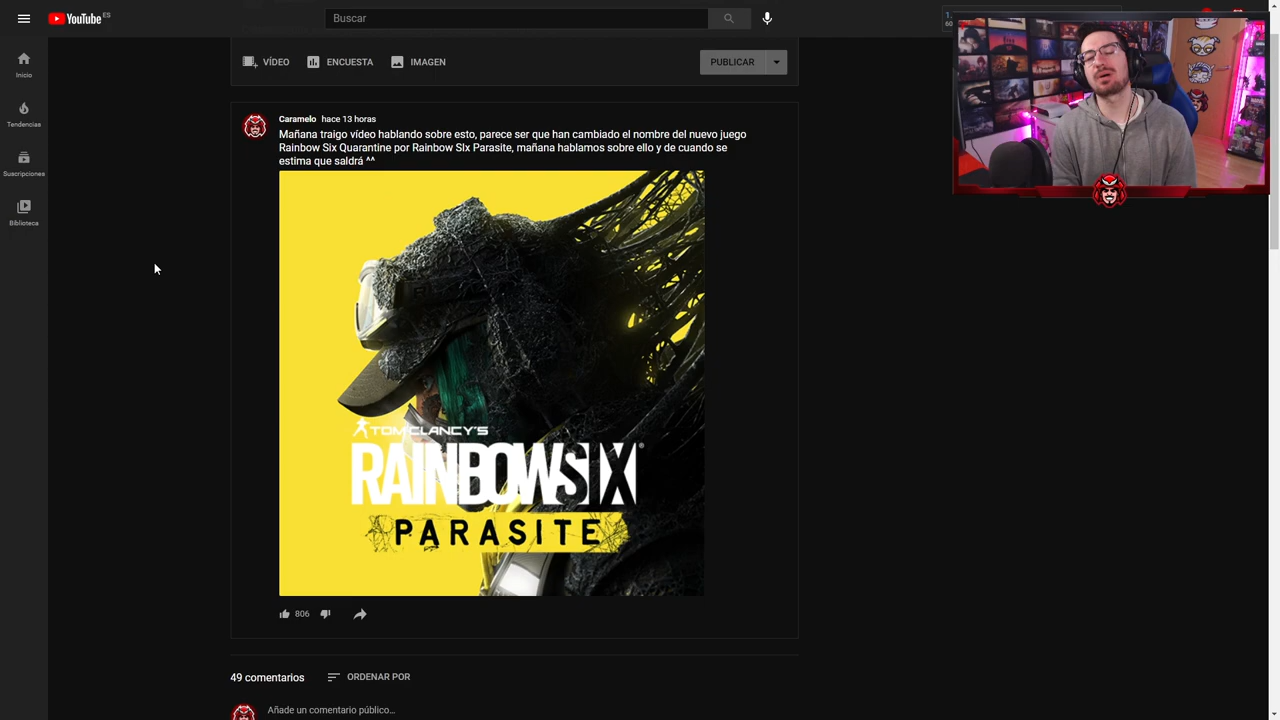 YouTube ES
Buscar
Inicio
Tendencias
Suscripciones
Biblioteca
VÍDEO
ENCUESTA
IMAGEN
PUBLICAR
Caramelo hace 13 horas
Mañana traigo vídeo hablando sobre esto, parece ser que han cambiado el nombre del nuevo juego
Rainbow Six Quarantine por Rainbow SIx Parasite, mañana hablamos sobre ello y de cuando se
estima que saldrá ^^
TOM CLANCY'S
RAINBOWSIX
PARASITE
806
49 comentarios
ORDENAR POR
Añade un comentario público...